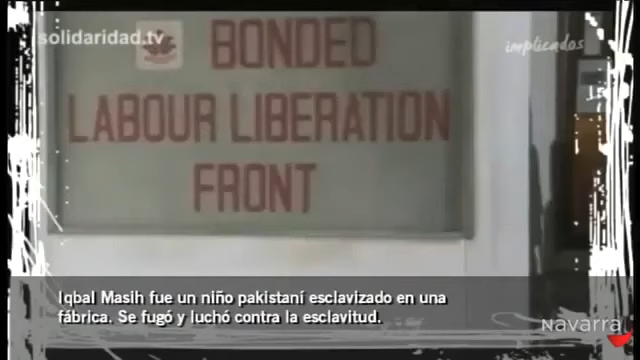 solidaridad.tv
implicados
BONDED
LABOUR LIBERATION
FRONT
Iqbal Masih fue un niño pakistaní esclavizado en una
fábrica. Se fugó y luchó contra la esclavitud.
Navarra